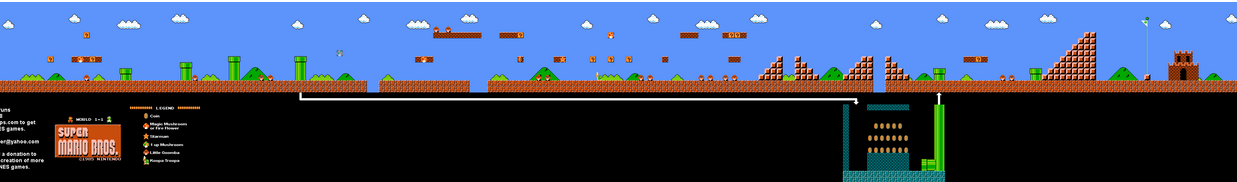 runs
ps.com to get
ES games.
er@yahoo.com
a donation to
creation of more
NES games.
WORLD 1-1
SUPER
MARIO BROS.
©1985 NINTENDO
LEGEND
Coin
Magic Mushroom
or Fire Flower
Starman
1 up Mushroom
Little Goomba
Koopa Troopa